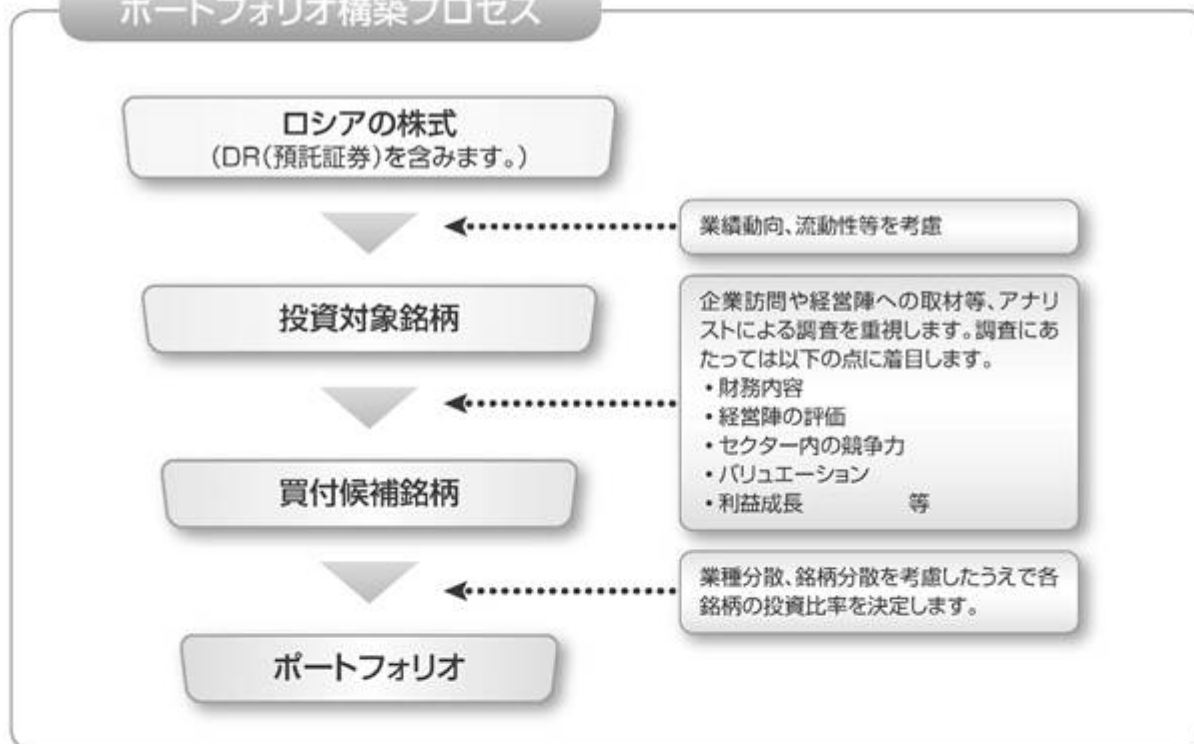 ポートフォリオ構築プロセス
ロシアの株式
(DR(預託証券)を含みます。)
業績動向、流動性等を考慮
投資対象銘柄
企業訪問や経営陣への取材等、アナリ
ストによる調査を重視します。調査にあ
たっては以下の点に着目します。
・財務内容
・経営陣の評価
・セクター内の競争力
・バリュエーション
・利益成長 等
買付候補銘柄
業種分散、銘柄分散を考慮したうえで各
銘柄の投資比率を決定します。
ポートフォリオ